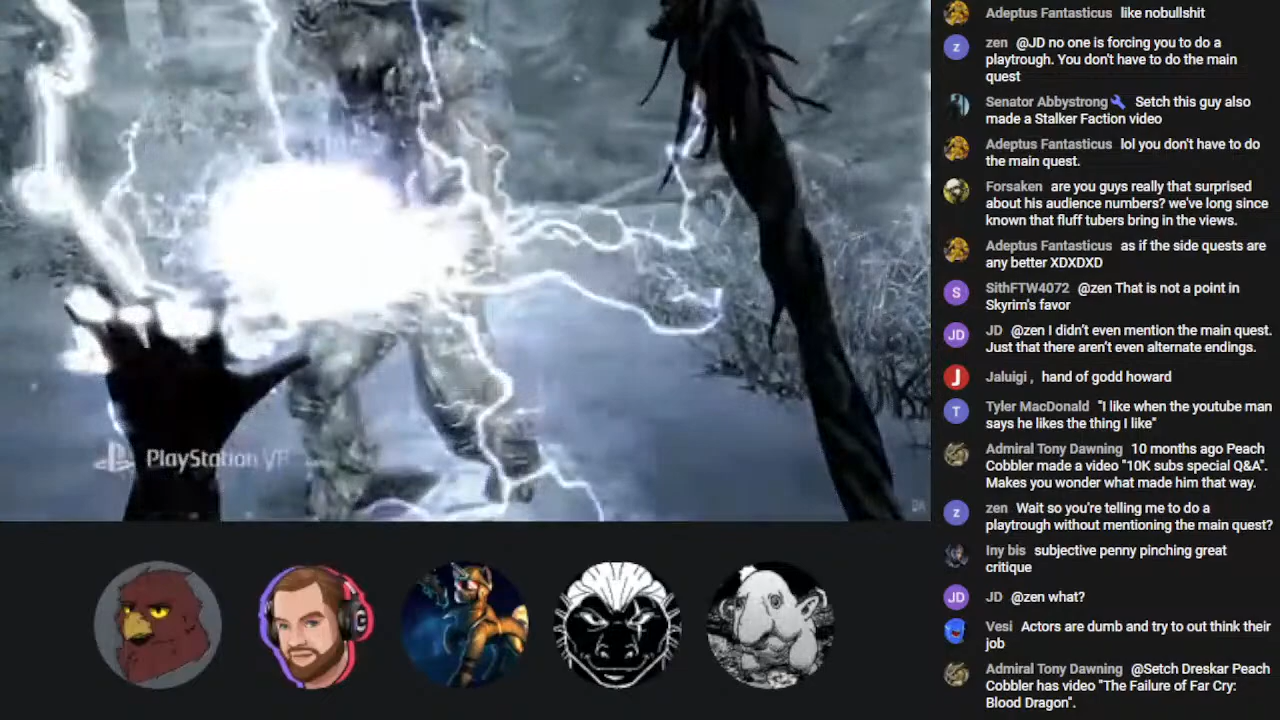 PlayStation VR
Adeptus Fantasticus like nobullshit
z
zen @JD no one is forcing you to do a
playtrough. You don't have to do the main
quest
Senator Abbystrong Setch this guy also
made a Stalker Faction video
Adeptus Fantasticus lol you don't have to do
the main quest.
Forsaken are you guys really that surprised
about his audience numbers? we've long since
known that fluff tubers bring in the views.
Adeptus Fantasticus as if the side quests are
any better XDXDXD
S
SithFTW4072 @zen That is not a point in
Skyrim's favor
JD
JD @zen I didn't even mention the main quest.
Just that there aren't even alternate endings.
J
Jaluigi , hand of godd howard
T
Tyler MacDonald "I like when the youtube man
says he likes the thing I like"
Admiral Tony Dawning 10 months ago Peach
Cobbler made a video "10K subs special Q&A".
Makes you wonder what made him that way.
z
zen Wait so you're telling me to do a
playtrough without mentioning the main quest?
Iny bis subjective penny pinching great
critique
JD
JD @zen what?
Vesi Actors are dumb and try to out think their
job
Admiral Tony Dawning @Setch Dreskar Peach
Cobbler has video "The Failure of Far Cry:
Blood Dragon".